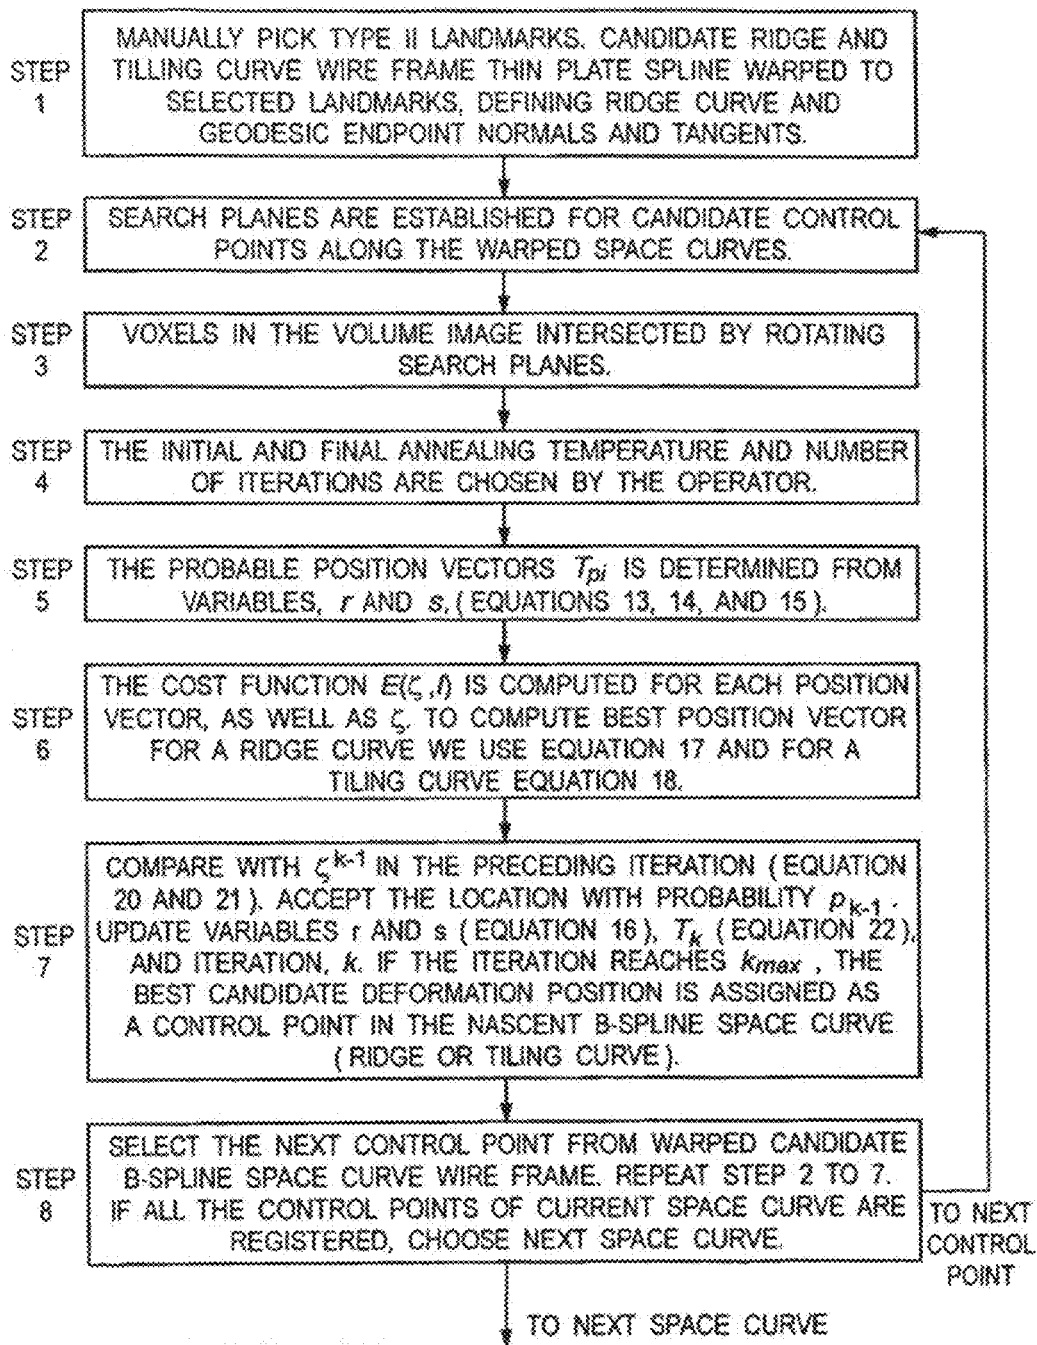 STEP
1
MANUALLY PICK TYPE II LANDMARKS. CANDIDATE RIDGE AND
TILLING CURVE WIRE FRAME THIN PLATE SPLINE WARPED TO
SELECTED LANDMARKS, DEFINING RIDGE CURVE AND
GEODESIC ENDPOINT NORMALS AND TANGENTS.
STEP
2
SEARCH PLANES ARE ESTABLISHED FOR CANDIDATE CONTROL
POINTS ALONG THE WARPED SPACE CURVES.
STEP
3
VOXELS IN THE VOLUME IMAGE INTERSECTED BY ROTATING
SEARCH PLANES.
STEP
4
THE INITIAL AND FINAL ANNEALING TEMPERATURE AND NUMBER
OF ITERATIONS ARE CHOSEN BY THE OPERATOR.
STEP
5
THE PROBABLE POSITION VECTORS T_pi IS DETERMINED FROM
VARIABLES, r AND s, (EQUATIONS 13, 14, AND 15).
STEP
6
THE COST FUNCTION E(ζ,I) IS COMPUTED FOR EACH POSITION
VECTOR, AS WELL AS ζ. TO COMPUTE BEST POSITION VECTOR
FOR A RIDGE CURVE WE USE EQUATION 17 AND FOR A
TILING CURVE EQUATION 18.
STEP
7
COMPARE WITH ζ^k-1 IN THE PRECEDING ITERATION (EQUATION
20 AND 21). ACCEPT THE LOCATION WITH PROBABILITY p_k-1.
UPDATE VARIABLES r AND s (EQUATION 16), T_k (EQUATION 22),
AND ITERATION, k. IF THE ITERATION REACHES k_max, THE
BEST CANDIDATE DEFORMATION POSITION IS ASSIGNED AS
A CONTROL POINT IN THE NASCENT B-SPLINE SPACE CURVE
(RIDGE OR TILING CURVE).
STEP
8
SELECT THE NEXT CONTROL POINT FROM WARPED CANDIDATE
B-SPLINE SPACE CURVE WIRE FRAME. REPEAT STEP 2 TO 7.
IF ALL THE CONTROL POINTS OF CURRENT SPACE CURVE ARE
REGISTERED, CHOOSE NEXT SPACE CURVE.
TO NEXT
CONTROL
POINT
TO NEXT SPACE CURVE